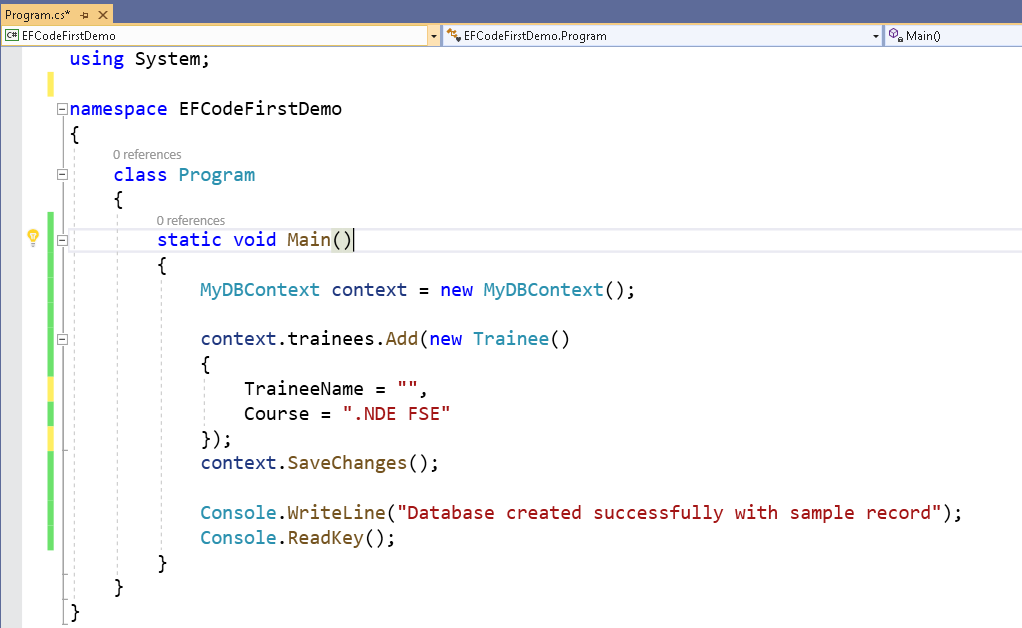 Program.cs*
EFCodeFirstDemo EFCodeFirstDemo.Program Main()
using System;
namespace EFCodeFirstDemo
{
0 references
class Program
{
0 references
static void Main()
{
MyDBContext context = new MyDBContext();
context.trainees.Add(new Trainee()
{
TraineeName = "",
Course = ".NDE FSE"
});
context.SaveChanges();
Console.WriteLine("Database created successfully with sample record");
Console.ReadKey();
}
}
}